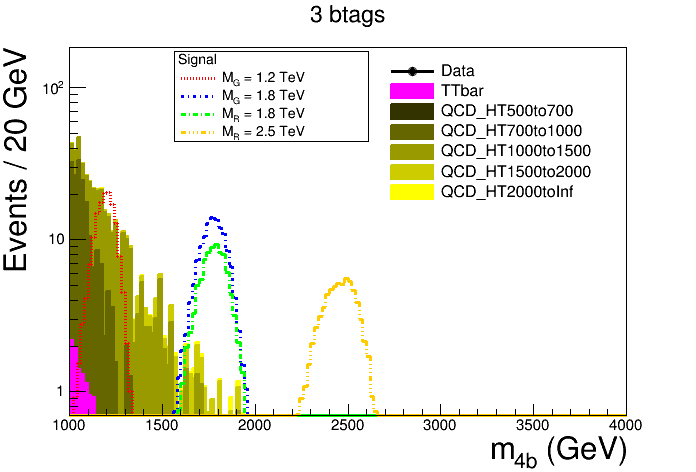 3 btags
Events / 20 GeV
10²
10
1
Signal
M_G = 1.2 TeV
M_G = 1.8 TeV
M_R = 1.8 TeV
M_R = 2.5 TeV
Data
TTbar
QCD_HT500to700
QCD_HT700to1000
QCD_HT1000to1500
QCD_HT1500to2000
QCD_HT2000toInf
1000 1500 2000 2500 3000 3500 4000
m_4b (GeV)